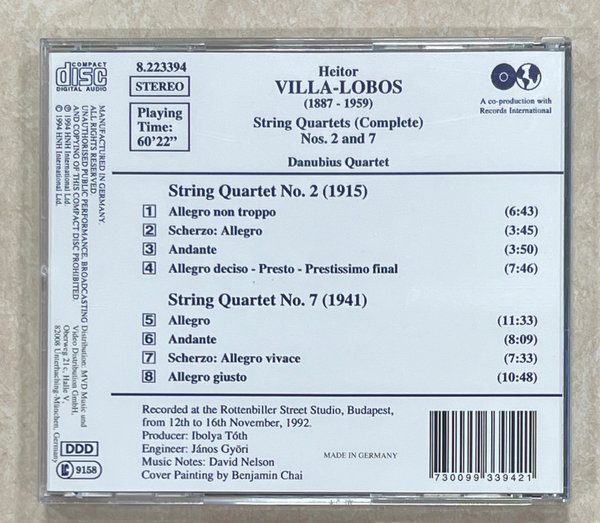 COMPACT
disc
DIGITAL AUDIO
8.223394
STEREO
Playing
Time:
60'22"
Heitor
VILLA-LOBOS
(1887 - 1959)
String Quartets (Complete)
Nos. 2 and 7
Danubius Quartet
A co-production with
Records International
String Quartet No. 2 (1915)
1 Allegro non troppo (6:43)
2 Scherzo: Allegro (3:45)
3 Andante (3:50)
4 Allegro deciso - Presto - Prestissimo final (7:46)
String Quartet No. 7 (1941)
5 Allegro (11:33)
6 Andante (8:09)
7 Scherzo: Allegro vivace (7:33)
8 Allegro giusto (10:48)
Recorded at the Rottenbiller Street Studio, Budapest,
from 12th to 16th November, 1992.
Producer: Ibolya Tóth
Engineer: János Györi
Music Notes: David Nelson
Cover Painting by Benjamin Chai
MADE IN GERMANY
730099 339421
MANUFACTURED IN GERMANY.
ALL RIGHTS RESERVED.
UNAUTHORISED PUBLIC PERFORMANCE, BROADCASTING
AND COPYING OF THIS COMPACT DISC PROHIBITED.
℗ 1994 HNH International Ltd.
© 1994 HNH International Ltd.
Distribution: MVD Music und
Video Distribution GmbH,
Oberweg 21c, Halle V,
82008 Unterhaching-München, Germany
DDD
LC 9158